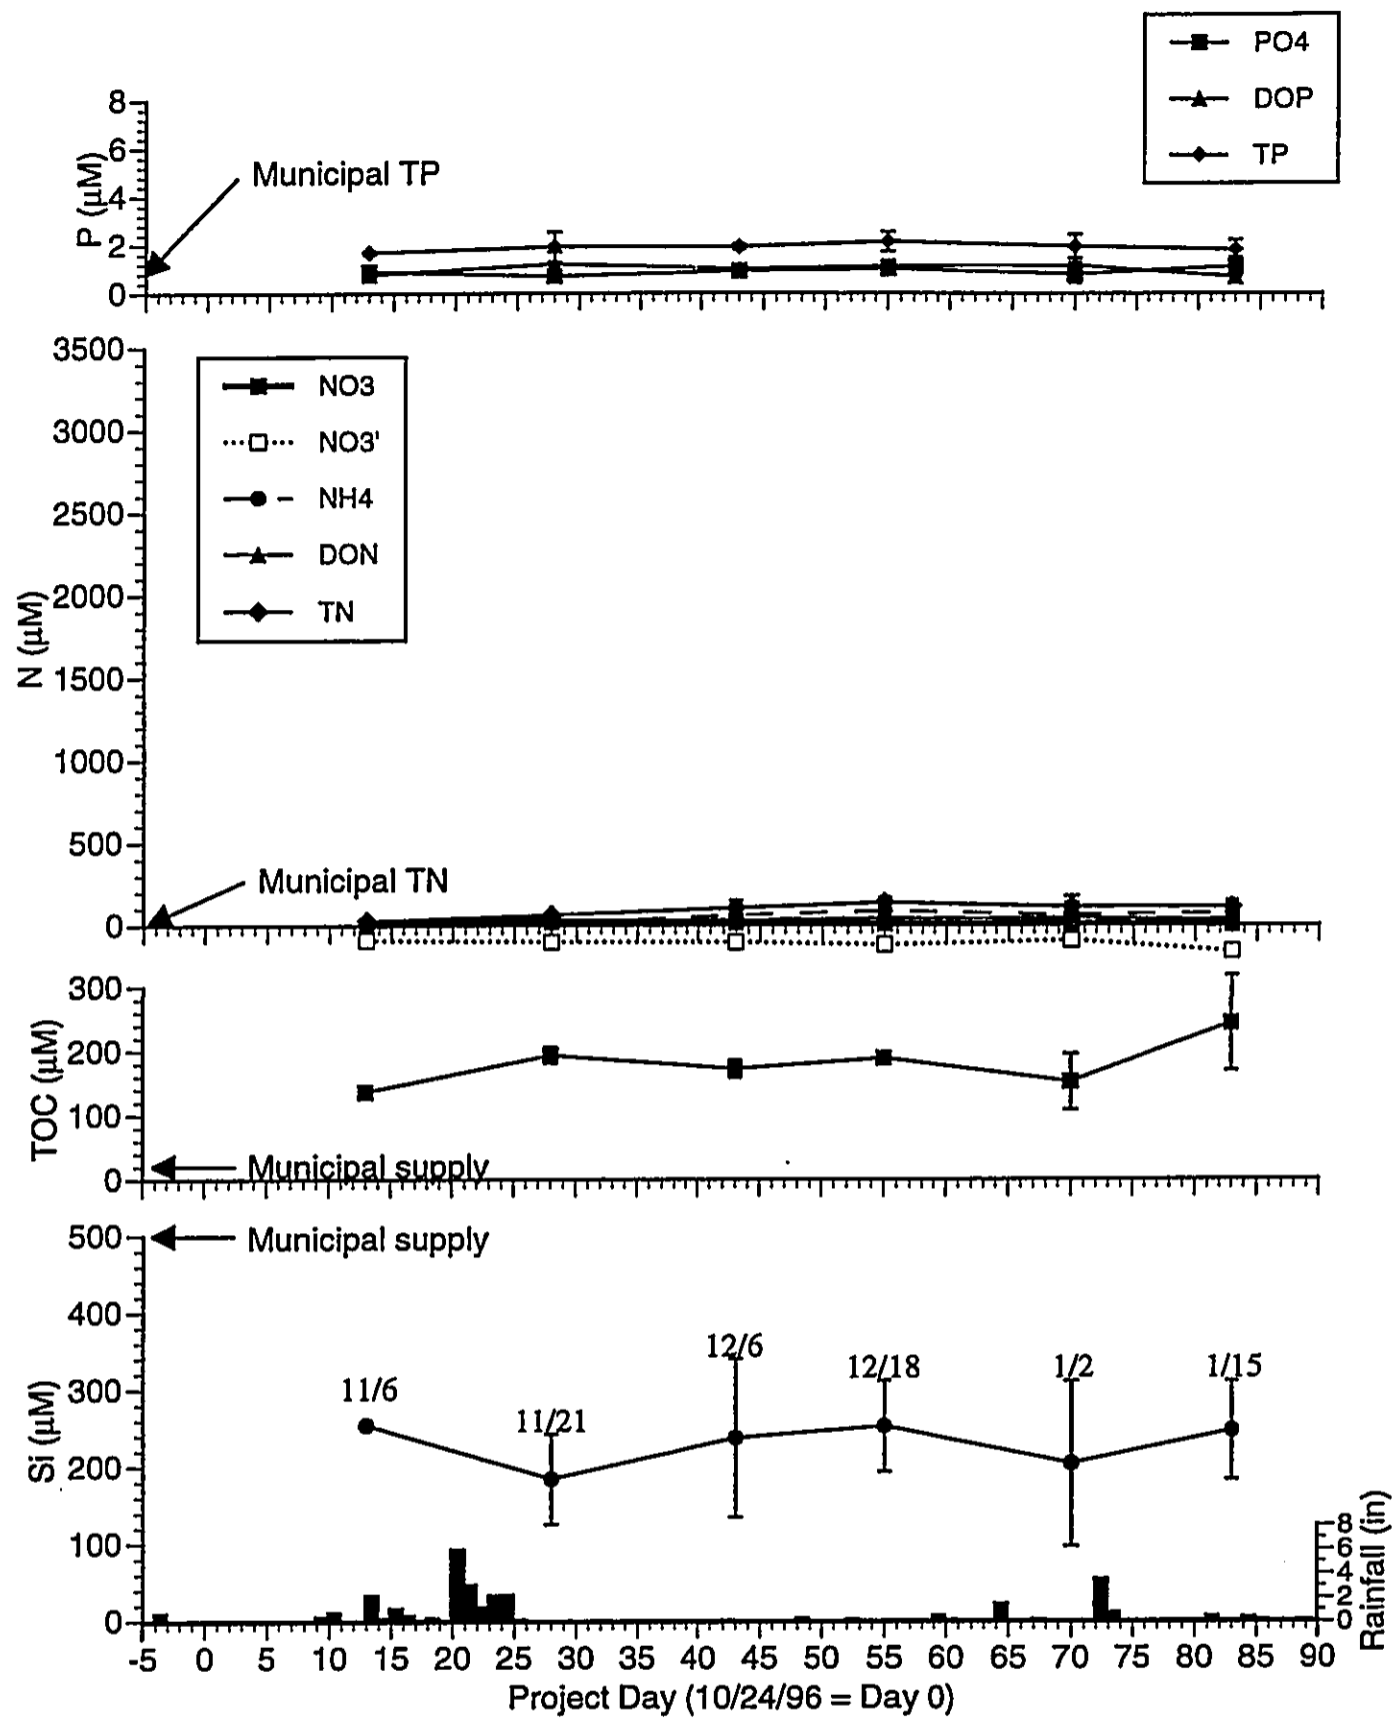 PO4
DOP
TP
8
6
4
2
0
P (µM)
Municipal TP
3500
3000
2500
2000
1500
1000
500
0
N (µM)
NO3
NO3'
NH4
DON
TN
Municipal TN
300
200
100
0
TOC (µM)
Municipal supply
500
400
300
200
100
0
Si (µM)
Municipal supply
11/6
11/21
12/6
12/18
1/2
1/15
8
6
4
2
0
Rainfall (in)
-5 0 5 10 15 20 25 30 35 40 45 50 55 60 65 70 75 80 85 90
Project Day (10/24/96 = Day 0)